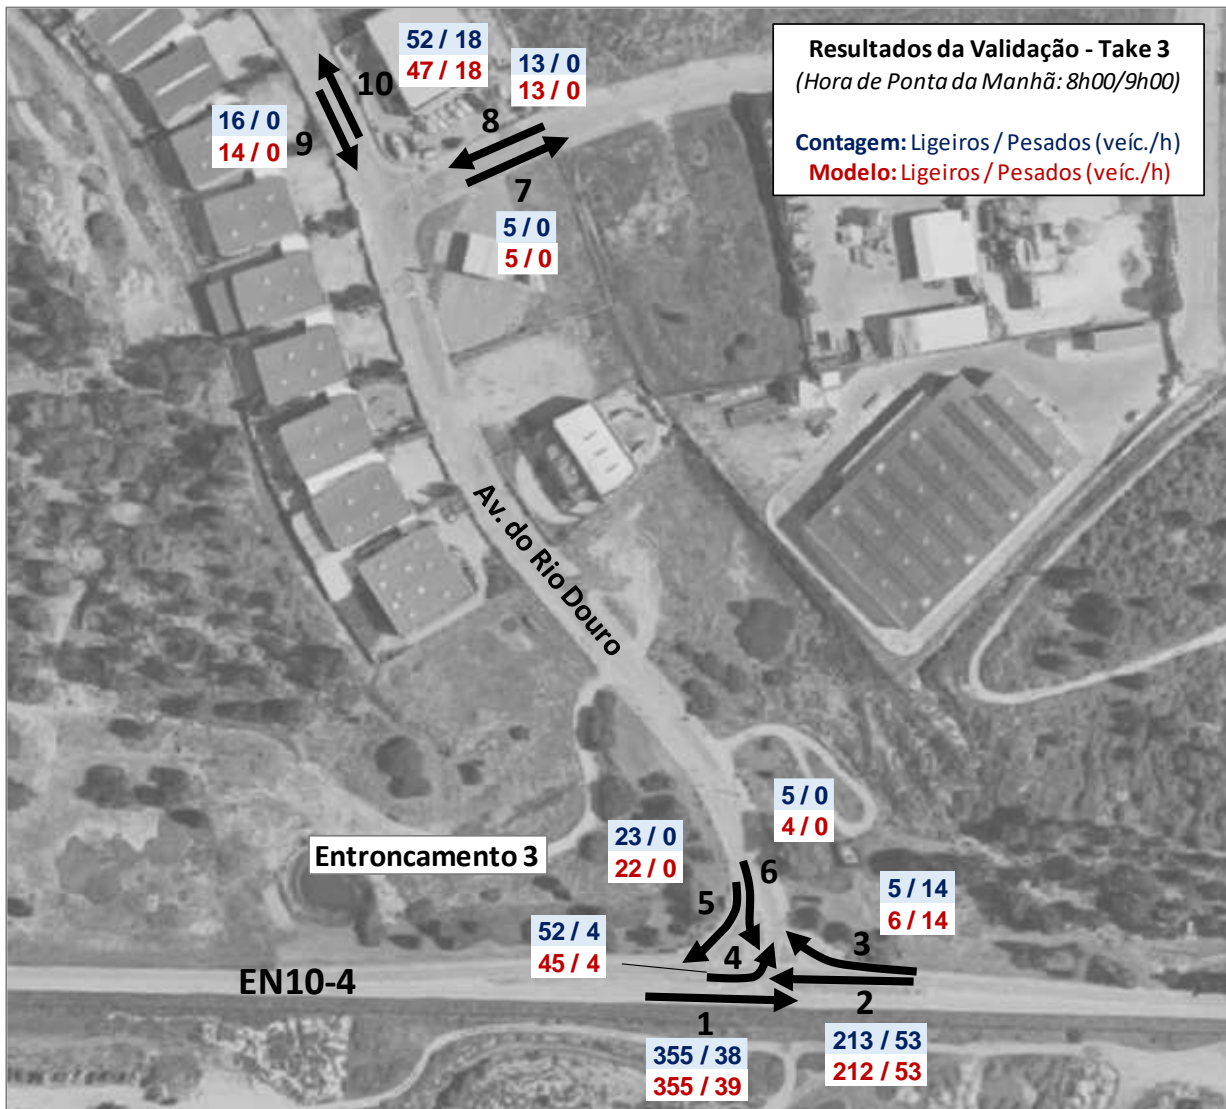 52 / 18
47 / 18
13 / 0
13 / 0
Resultados da Validação - Take 3
(Hora de Ponta da Manhã: 8h00/9h00)
Contagem: Ligeiros / Pesados (veíc./h)
Modelo: Ligeiros / Pesados (veíc./h)
10
16 / 0
14 / 0
9
8
7
5 / 0
5 / 0
Av. do Rio Douro
5 / 0
4 / 0
23 / 0
22 / 0
Entroncamento 3
6
5
5 / 14
6 / 14
52 / 4
45 / 4
3
4
EN10-4
2
1
213 / 53
212 / 53
355 / 38
355 / 39